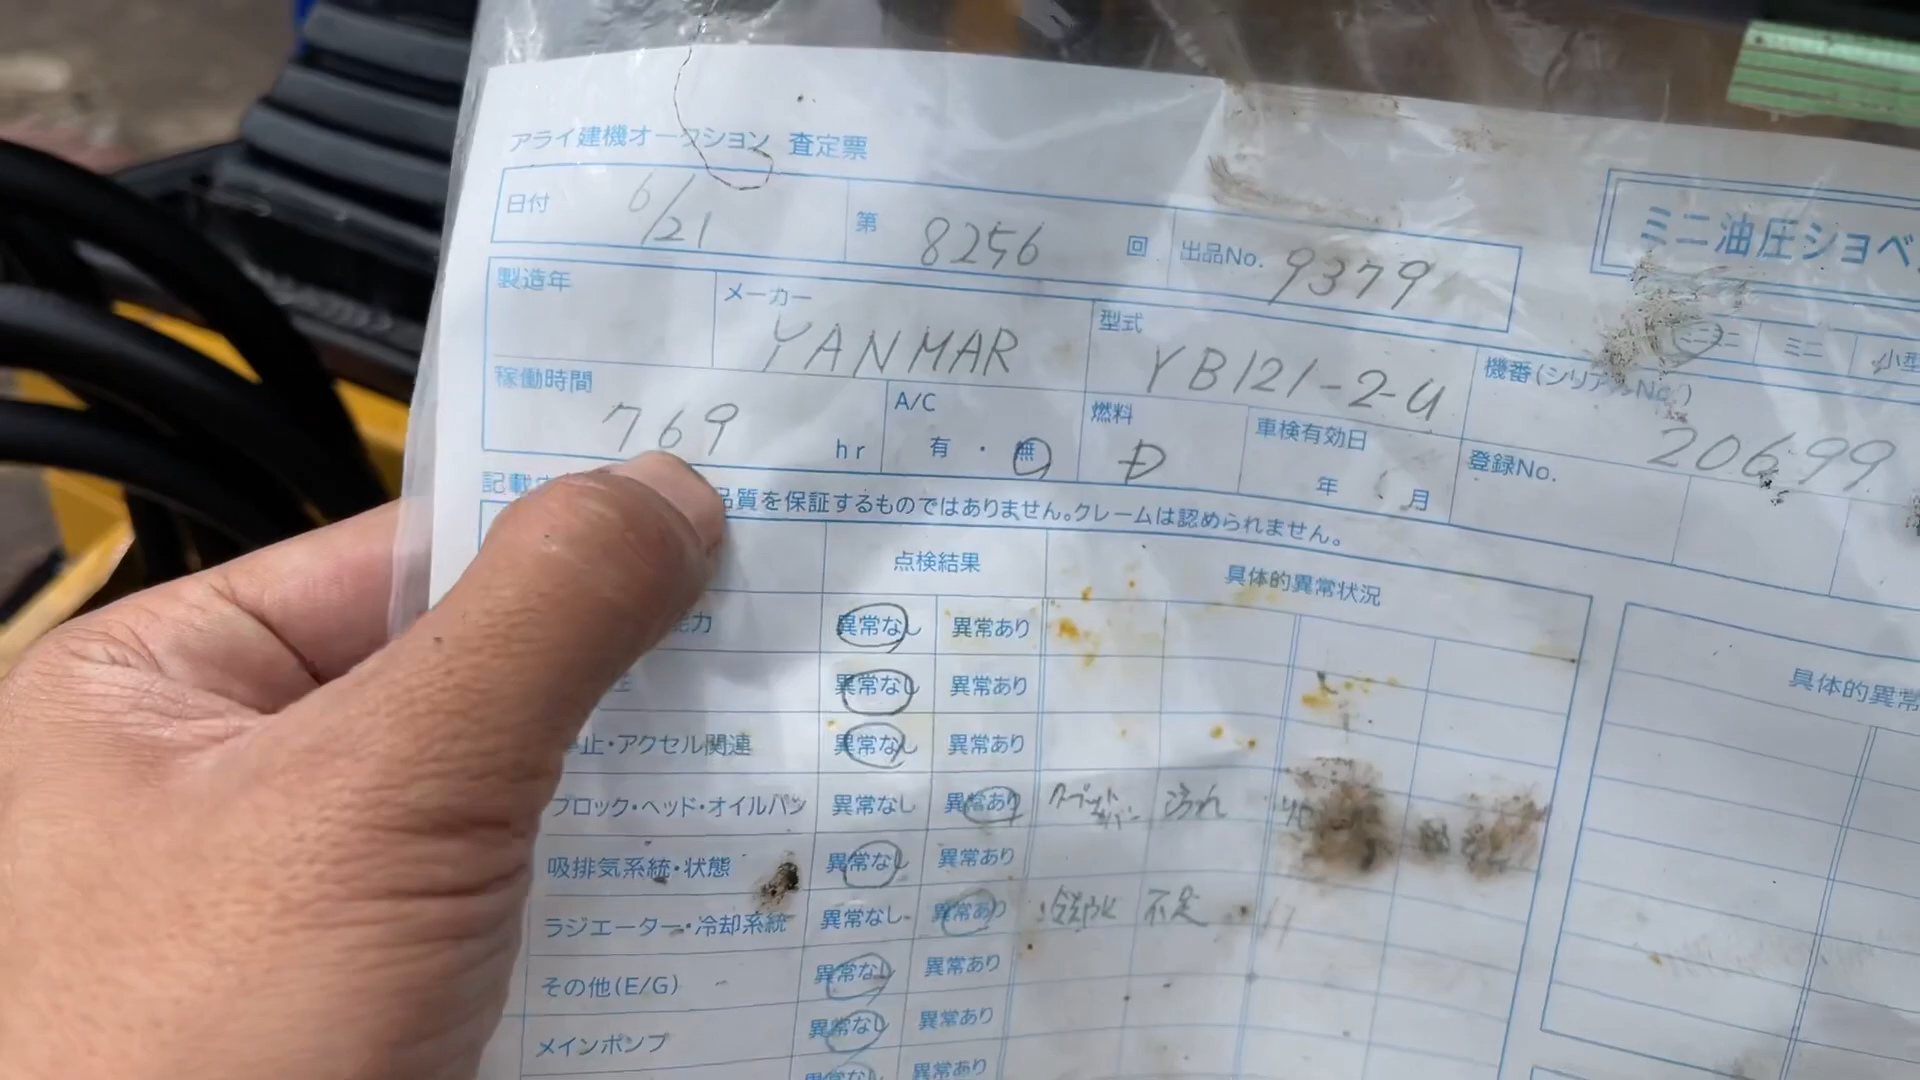 アライ建機オークション 査定票
日付 6/21 第 8256 回 出品No. 9379
ミニ油圧ショベ
ミニ 小型
製造年 メーカー YANMAR 型式 YB121-2-U 機番(シリアルNo.) 20699
稼働時間 769 hr A/C 有・無 燃料 D 車検有効日 年 月 登録No.
記載 品質を保証するものではありません。クレームは認められません。
点検結果 具体的異常状況
能力 異常なし 異常あり
異常なし 異常あり
止・アクセル関連 異常なし 異常あり
ブロック・ヘッド・オイルパン 異常なし 異常あり
吸排気系統・状態 異常なし 異常あり
ラジエーター・冷却系統 異常なし 異常あり 冷却水 不足
その他(E/G) 異常なし 異常あり
メインポンプ 異常なし 異常あり
異常なし 異常あり
具体的異常